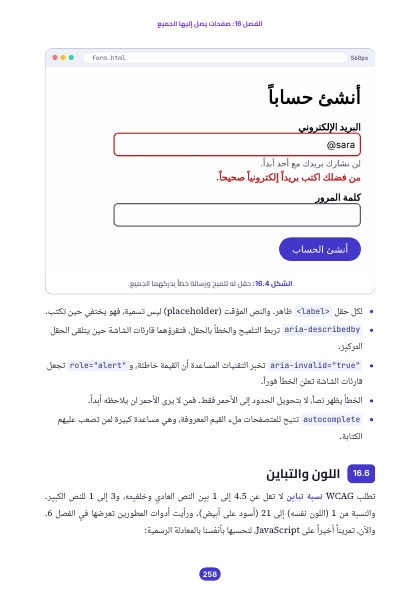 الفصل 16: صفحات يصل إليها الجميع
form.html 560px
أنشئ حساباً
البريد الإلكتروني
@sara
لن نشارك بريدك مع أحد أبداً.
من فضلك اكتب بريداً إلكترونياً صحيحاً.
كلمة المرور
أنشئ الحساب
الشكل 16.4: حقل له تلميح ورسالة خطأ يدركهما الجميع.
لكل حقل <label> ظاهر. والنص المؤقت (placeholder) ليس تسمية، فهو يختفي حين تكتب.
aria-describedby تربط التلميح والخطأ بالحقل، فتقرؤهما قارئات الشاشة حين يتلقى الحقل
التركيز.
aria-invalid="true" تخبر التقنيات المساعدة أن القيمة خاطئة، و role="alert" تجعل
قارئات الشاشة تعلن الخطأ فوراً.
الخطأ يظهر نصاً، لا بتحويل الحدود إلى الأحمر فقط. فمن لا يرى الأحمر لن يلاحظه أبداً.
autocomplete تتيح للمتصفحات ملء القيم المعروفة، وهي مساعدة كبيرة لمن تصعب عليهم
الكتابة.
16.6 اللون والتباين
تطلب WCAG نسبة تباين لا تقل عن 4.5 إلى 1 بين النص العادي وخلفيته، و3 إلى 1 للنص الكبير.
والنسبة من 1 (اللون نفسه) إلى 21 (أسود على أبيض). ورأيت أدوات المطورين تعرضها في الفصل 6.
والآن، تمريناً أخيراً على JavaScript، لنحسبها بأنفسنا بالمعادلة الرسمية:
258